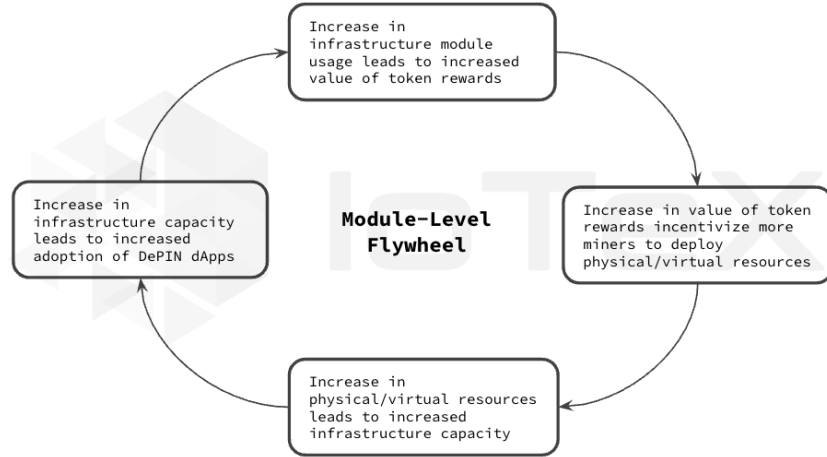 Increase in
infrastructure module
usage leads to increased
value of token rewards
Increase in
infrastructure capacity
leads to increased
adoption of DePIN dApps
Module-Level
Flywheel
Increase in value of token
rewards incentivize more
miners to deploy
physical/virtual resources
Increase in
physical/virtual resources
leads to increased
infrastructure capacity
IoTeX